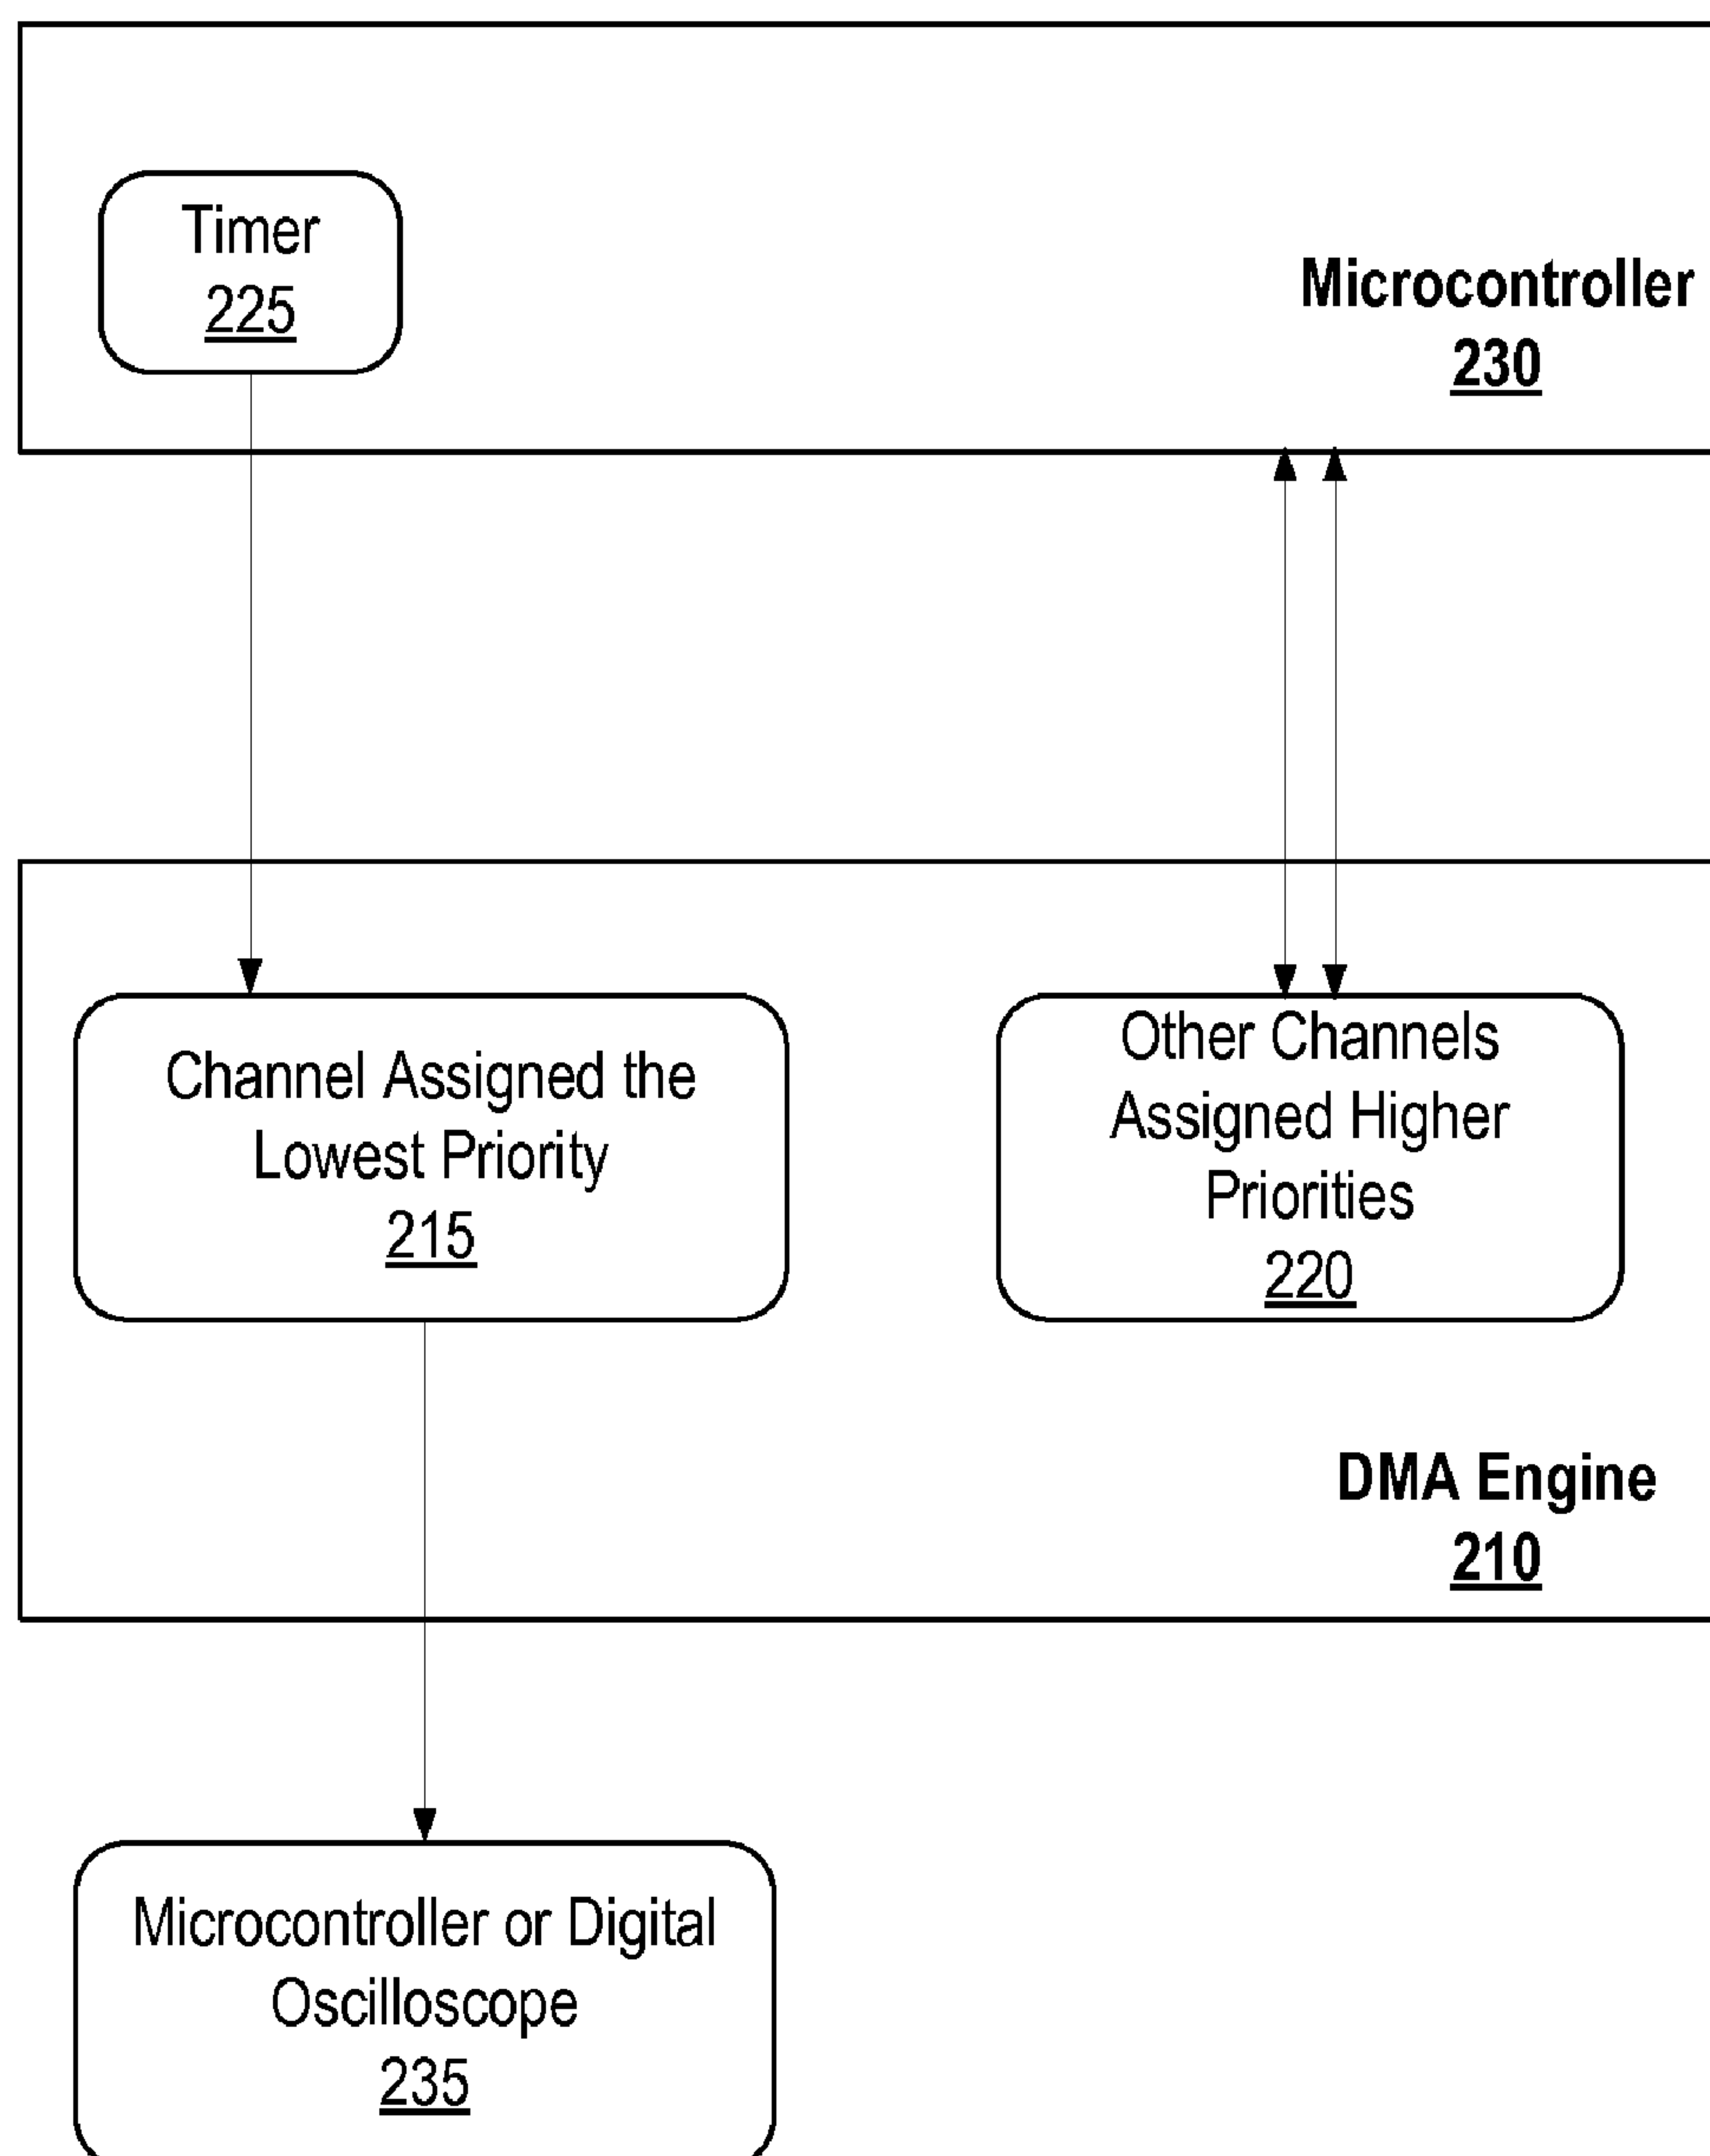 Timer
225
Microcontroller
230
Channel Assigned the
Lowest Priority
215
Other Channels
Assigned Higher
Priorities
220
DMA Engine
210
Microcontroller or Digital
Oscilloscope
235